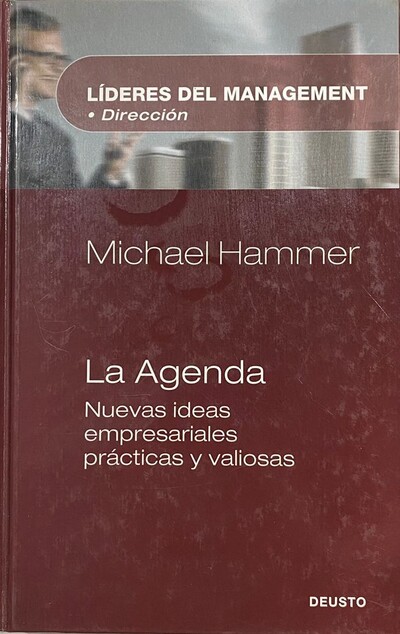 LÍDERES DEL MANAGEMENT
• Dirección
Michael Hammer
La Agenda
Nuevas ideas
empresariales
prácticas y valiosas
DEUSTO